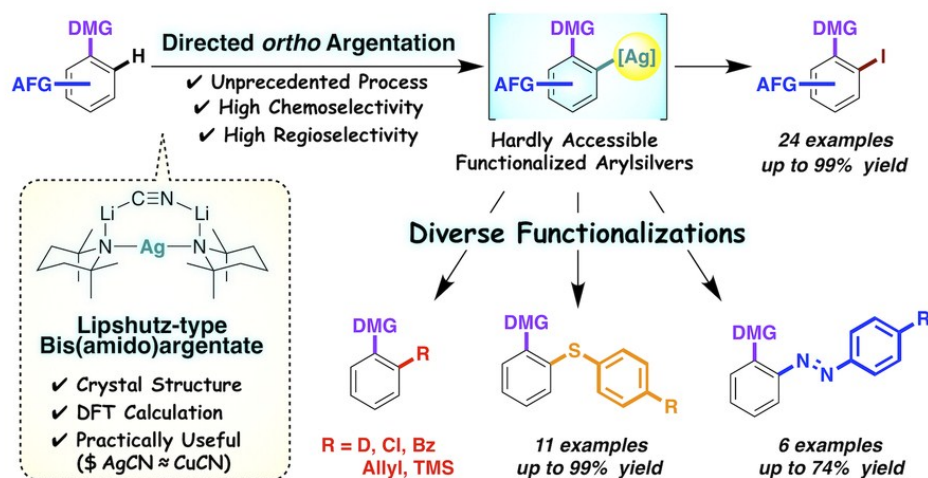 DMG
H
AFG
Directed ortho Argentation
✓ Unprecedented Process
✓ High Chemoselectivity
✓ High Regioselectivity
DMG
[Ag]
AFG
Hardly Accessible
Functionalized Arylsilvers
DMG
I
AFG
24 examples
up to 99% yield
C≡N
Li Li
N Ag N
Lipshutz-type
Bis(amido)argentate
✓ Crystal Structure
✓ DFT Calculation
✓ Practically Useful
($ AgCN ≈ CuCN)
Diverse Functionalizations
DMG
R
R = D, Cl, Bz
Allyl, TMS
DMG
S
R
11 examples
up to 99% yield
DMG
N
N
R
6 examples
up to 74% yield